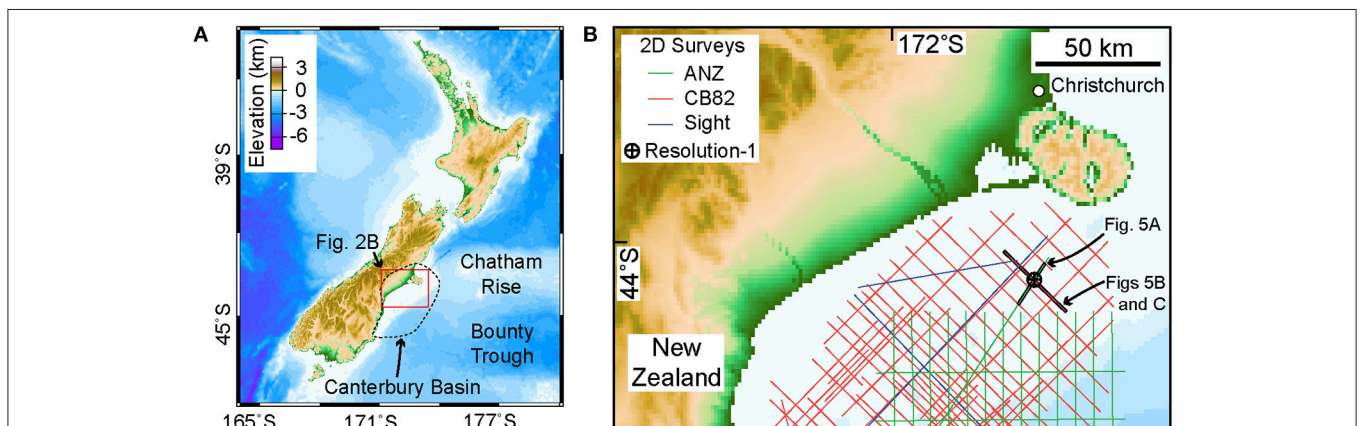 A
Elevation (km)
3
0
-3
-6
39°S
45°S
Fig. 2B
Chatham
Rise
Bounty
Trough
Canterbury Basin
165°S
171°S
177°S
B
2D Surveys
ANZ
CB82
Sight
Resolution-1
172°S
50 km
Christchurch
44°S
Fig. 5A
Figs 5B
and C
New
Zealand